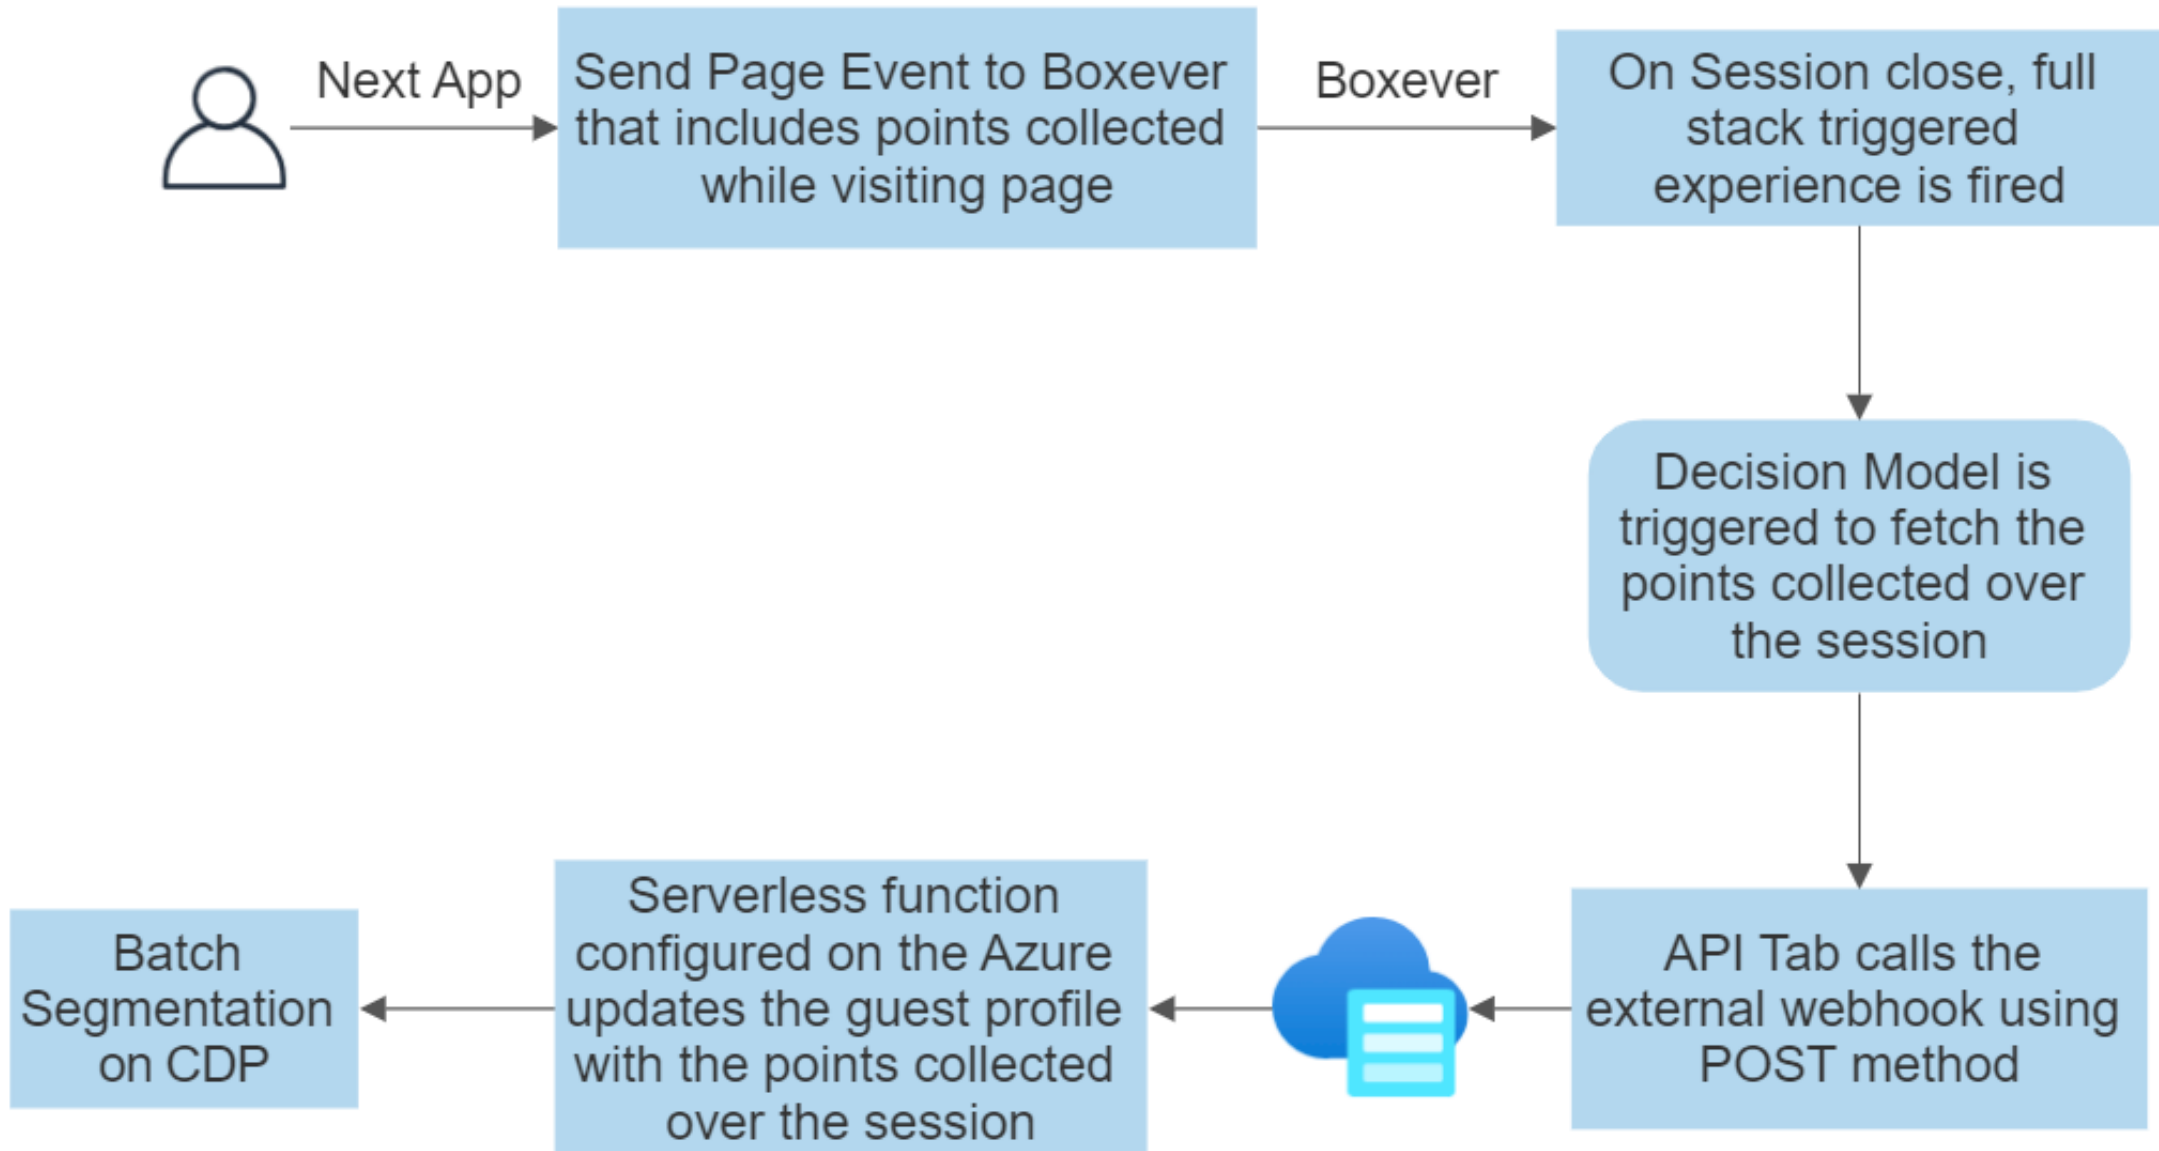 Next App
Send Page Event to Boxever
that includes points collected
while visiting page
Boxever
On Session close, full
stack triggered
experience is fired
Decision Model is
triggered to fetch the
points collected over
the session
API Tab calls the
external webhook using
POST method
Serverless function
configured on the Azure
updates the guest profile
with the points collected
over the session
Batch
Segmentation
on CDP